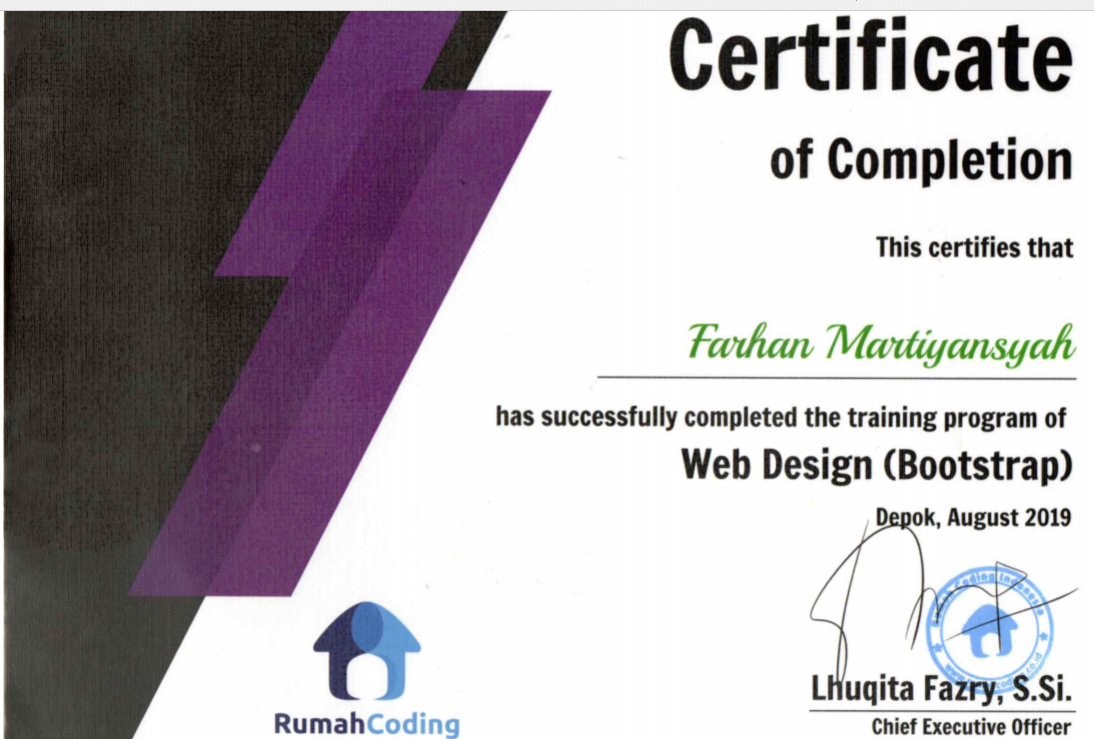 Certificate
of Completion
This certifies that
Farhan Martiyansyah
has successfully completed the training program of
Web Design (Bootstrap)
Depok, August 2019
Rumah Coding Indonesia
Lhuqita Fazry, S.Si.
Chief Executive Officer
RumahCoding